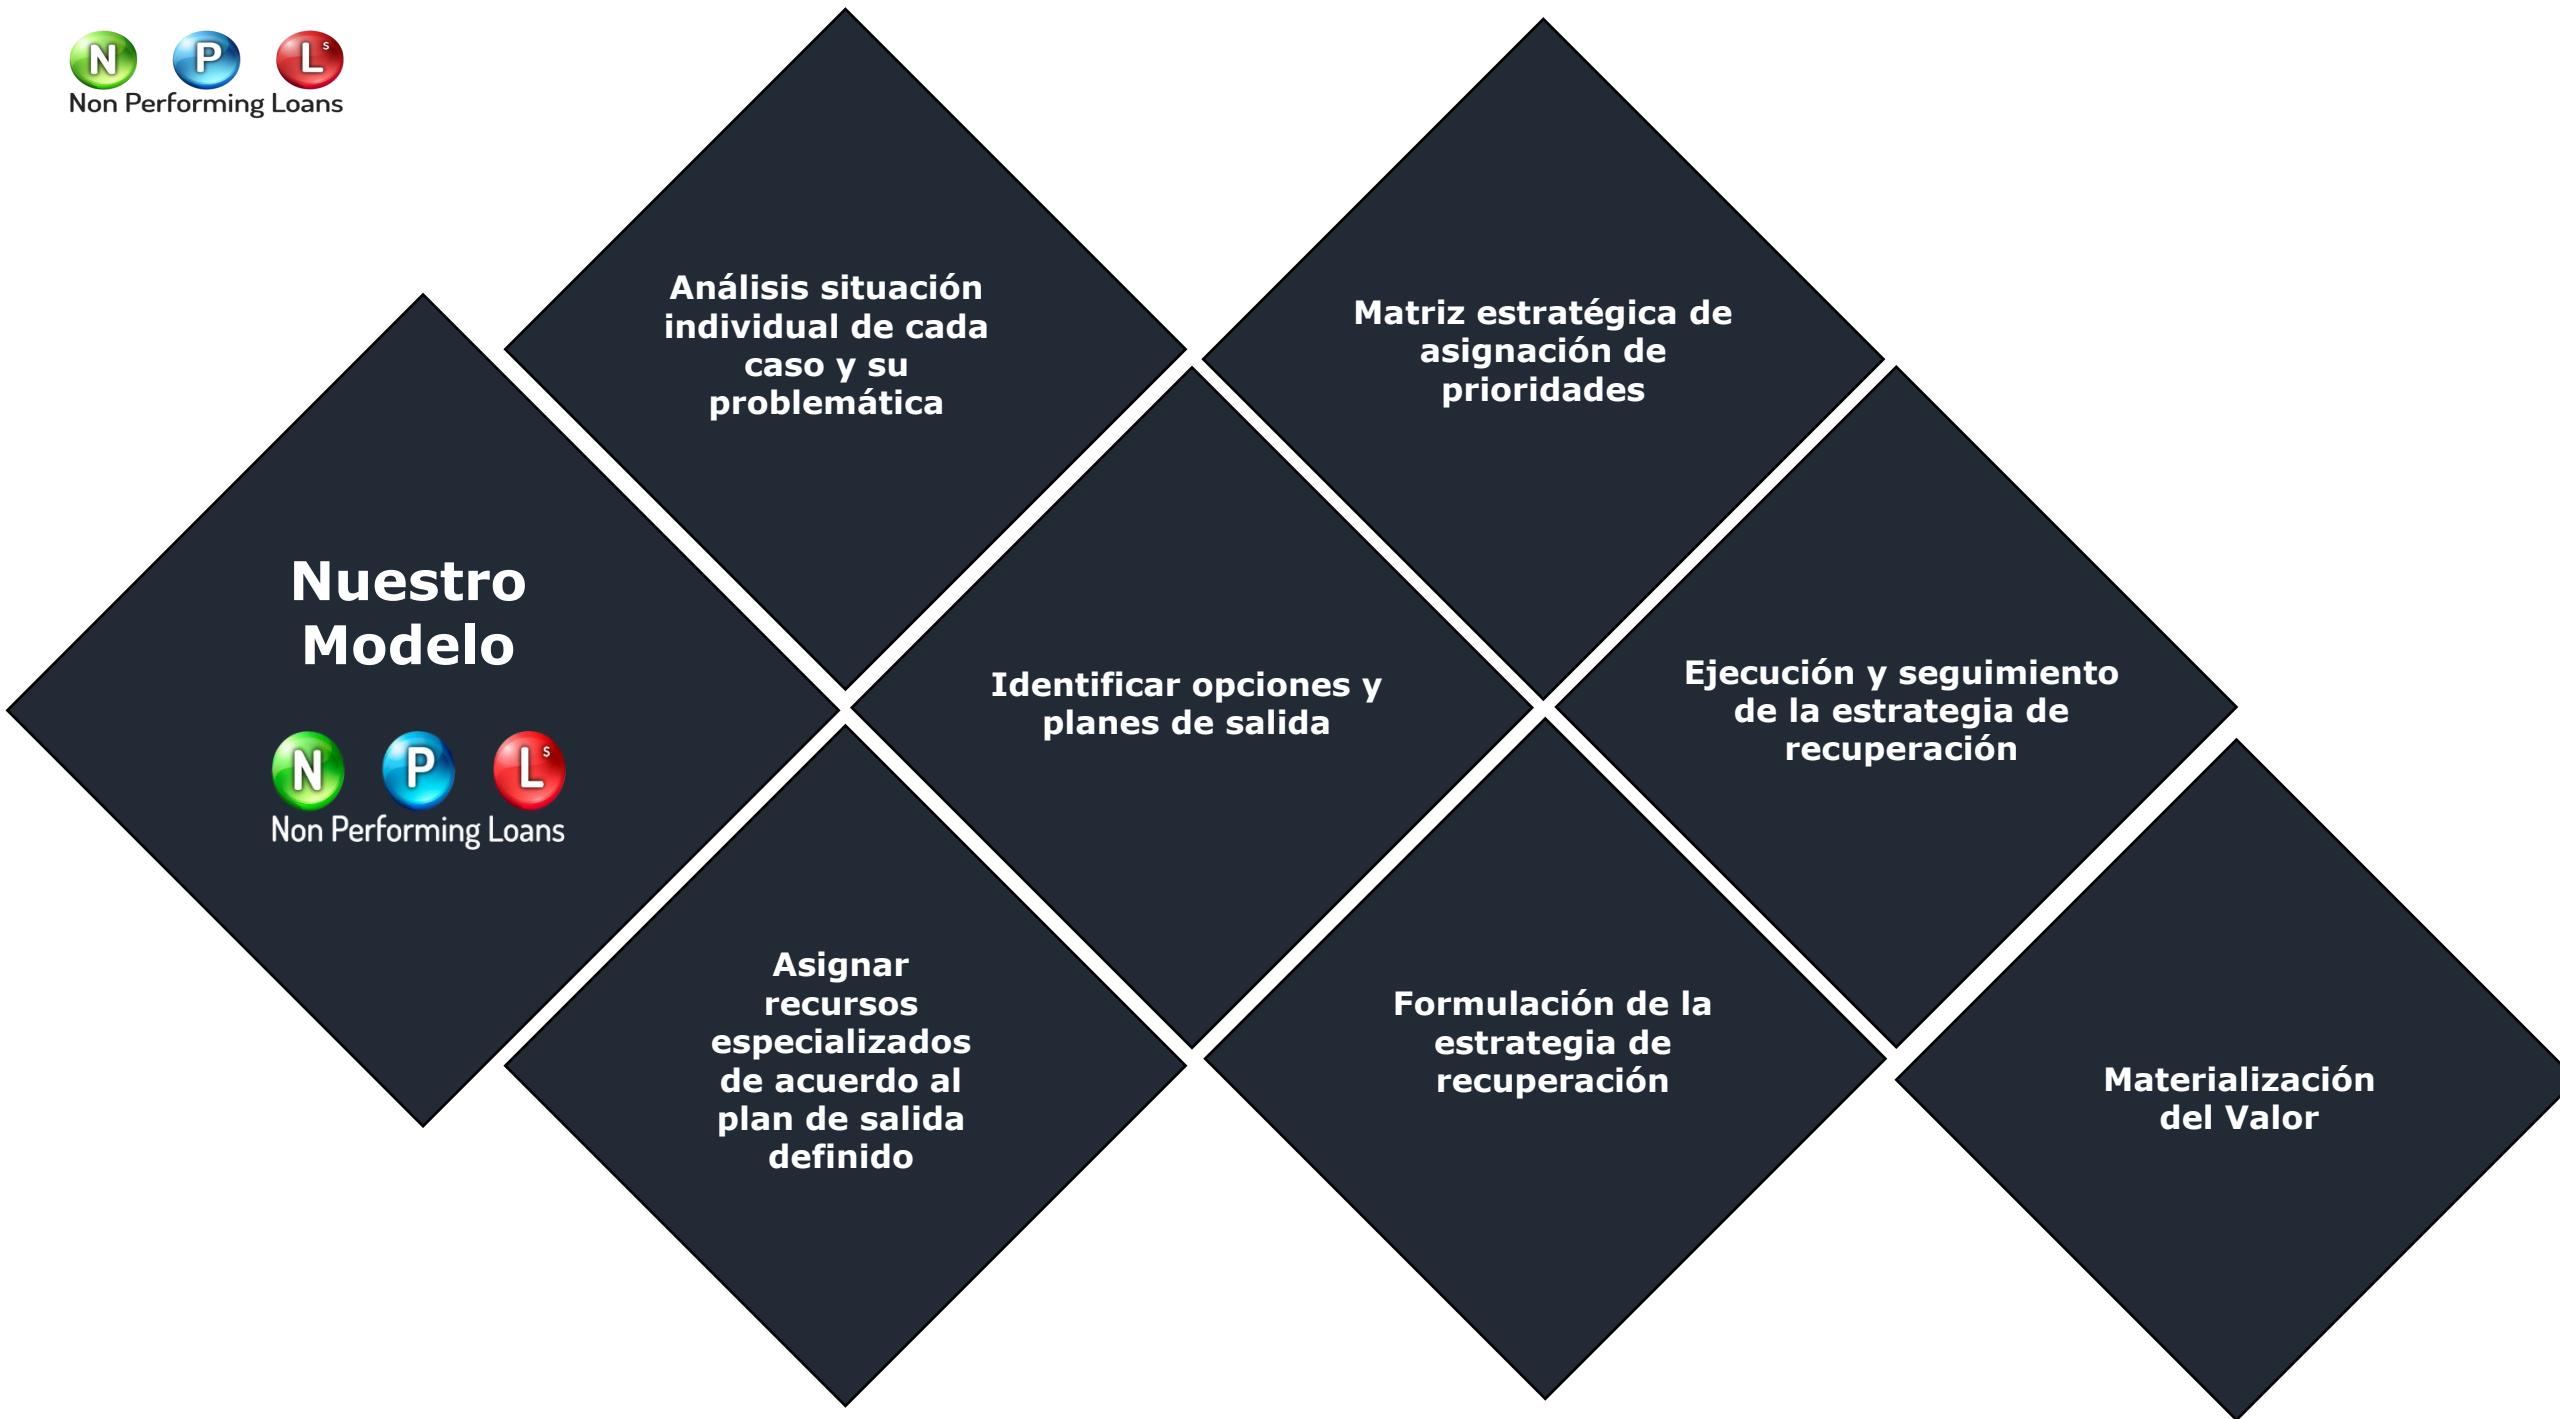 N P Ls
Non Performing Loans
Nuestro
Modelo
N P Ls
Non Performing Loans
Análisis situación
individual de cada
caso y su
problemática
Matriz estratégica de
asignación de
prioridades
Identificar opciones y
planes de salida
Ejecución y seguimiento
de la estrategia de
recuperación
Asignar
recursos
especializados
de acuerdo al
plan de salida
definido
Formulación de la
estrategia de
recuperación
Materialización
del Valor